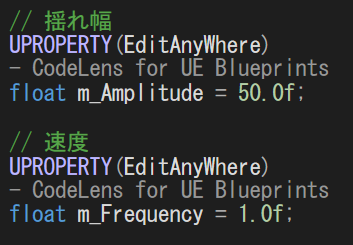 // 揺れ幅
UPROPERTY(EditAnyWhere)
- CodeLens for UE Blueprints
float m_Amplitude = 50.0f;
// 速度
UPROPERTY(EditAnyWhere)
- CodeLens for UE Blueprints
float m_Frequency = 1.0f;